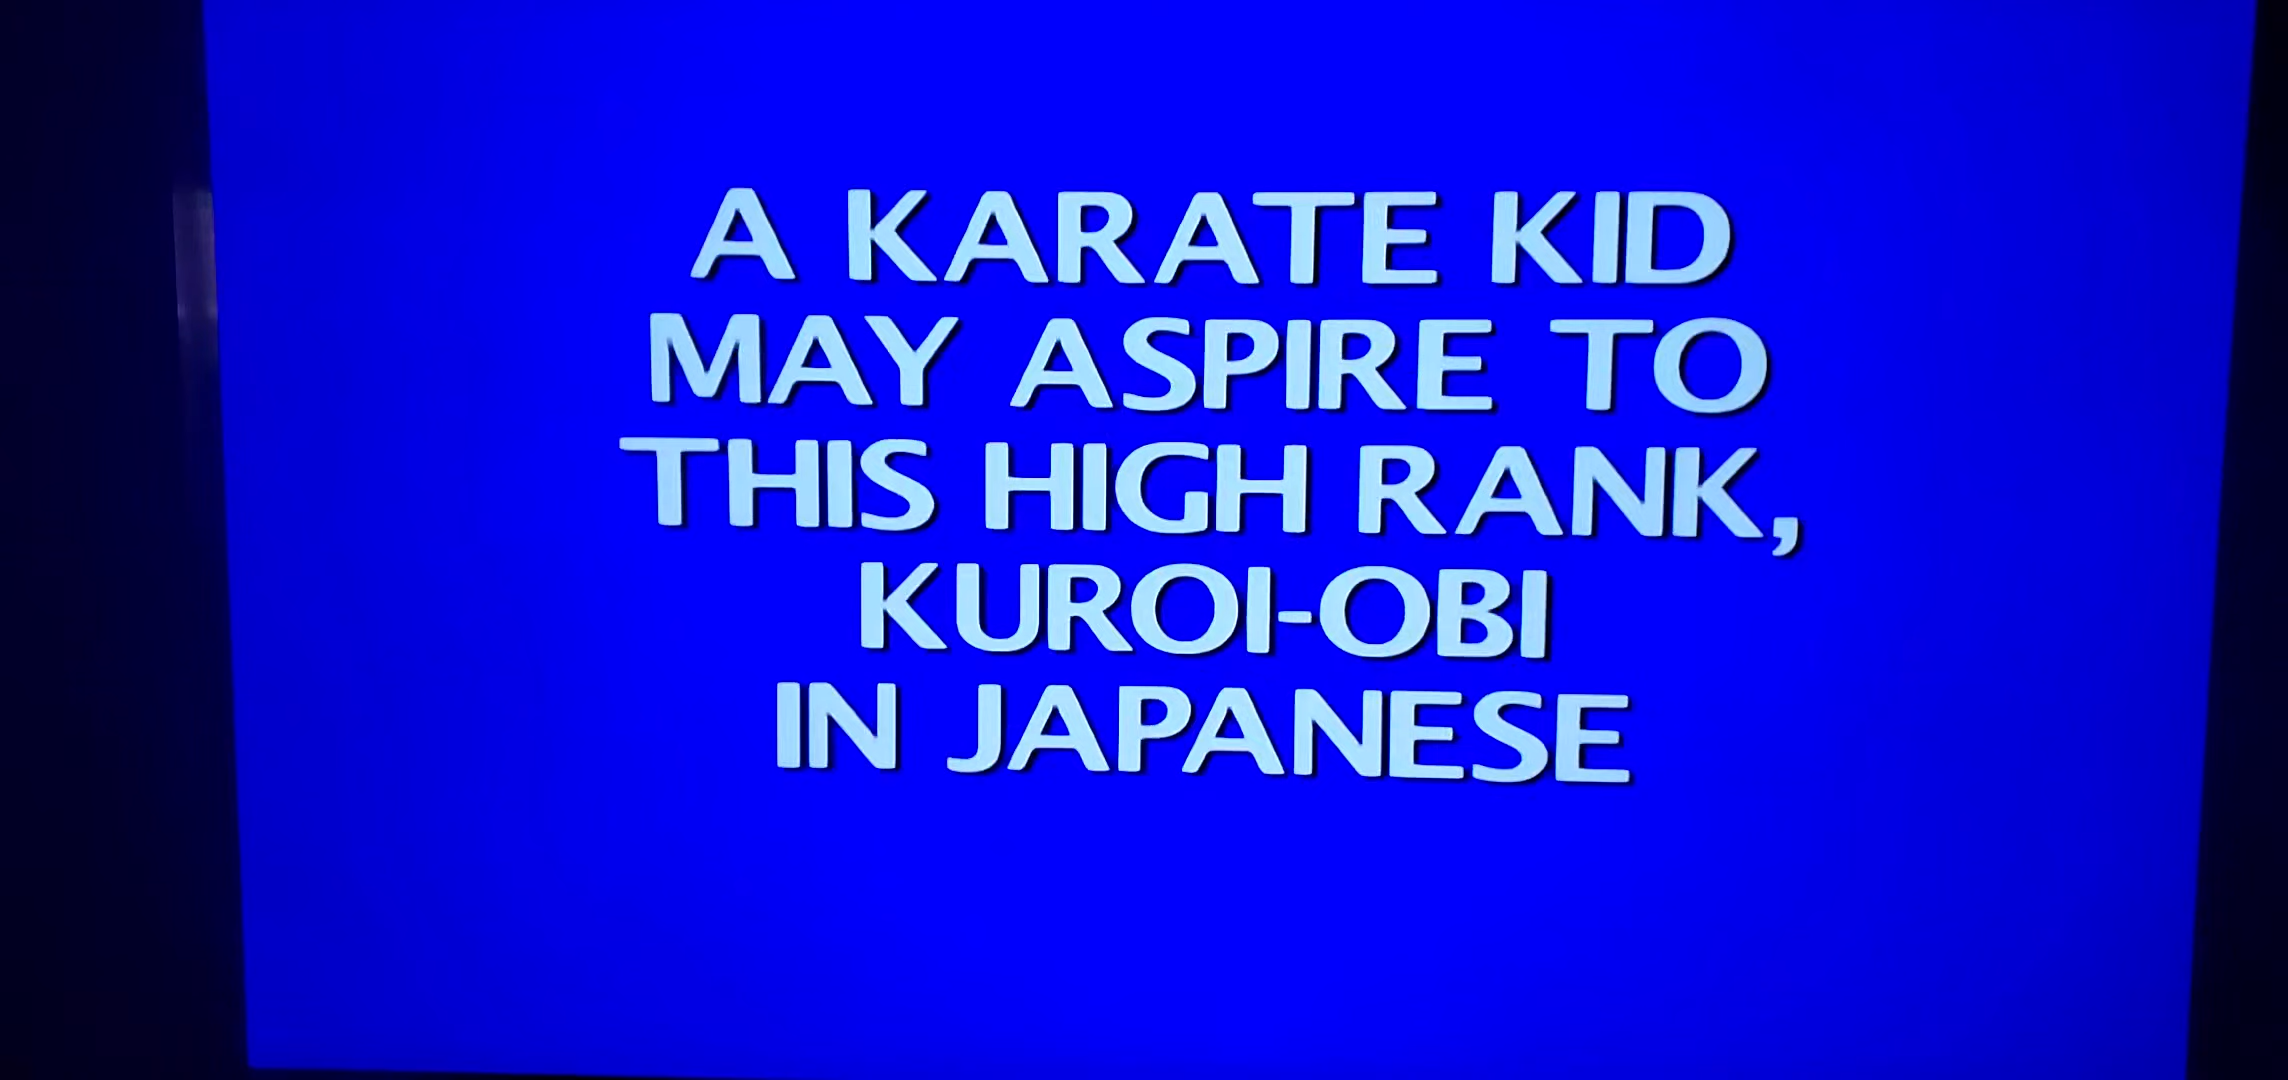 A KARATE KID
MAY ASPIRE TO
THIS HIGH RANK,
KUROI-OBI
IN JAPANESE